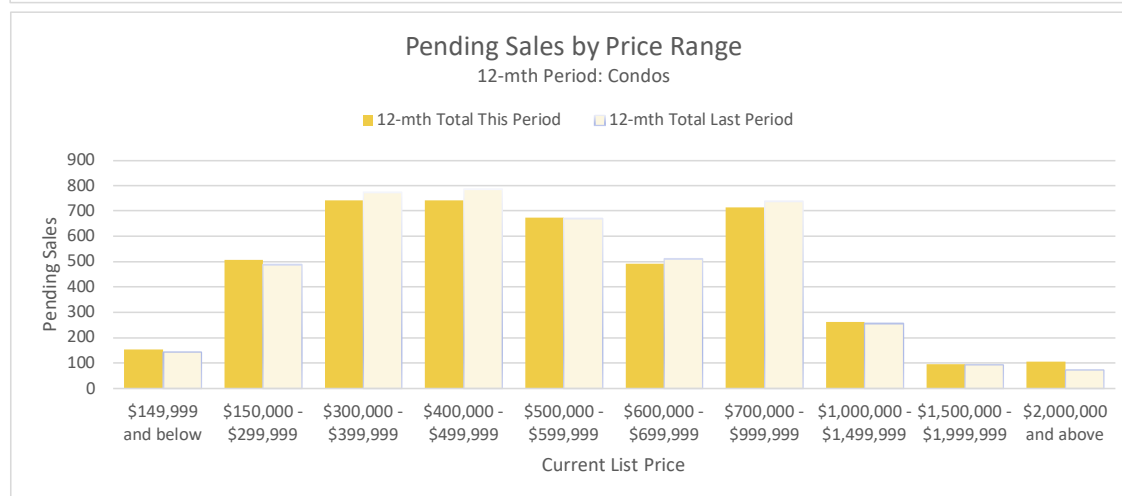 Pending Sales by Price Range
12-mth Period: Condos
12-mth Total This Period 12-mth Total Last Period
900
800
700
600
500
400
300
200
100
0
Pending Sales
$149,999 and below
$150,000 - $299,999
$300,000 - $399,999
$400,000 - $499,999
$500,000 - $599,999
$600,000 - $699,999
$700,000 - $999,999
$1,000,000 - $1,499,999
$1,500,000 - $1,999,999
$2,000,000 and above
Current List Price